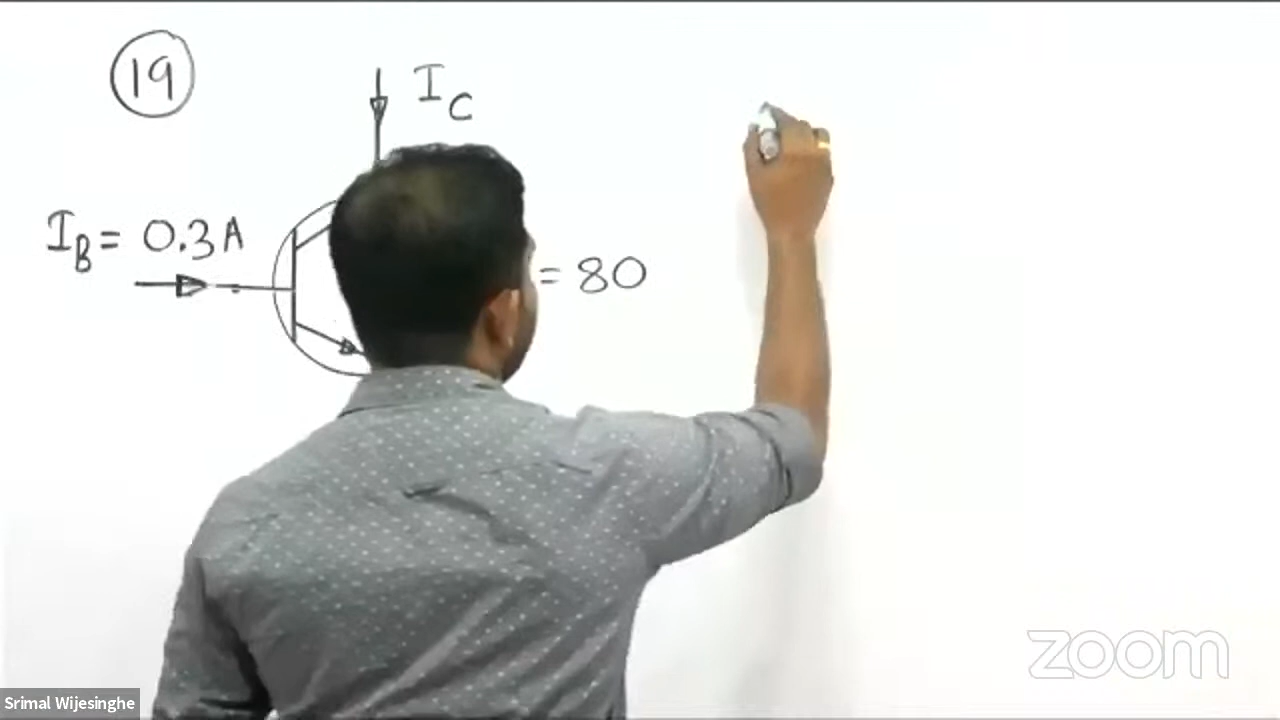 19
I_C
I_B = 0.3A
= 80
zoom
Srimal Wijesinghe